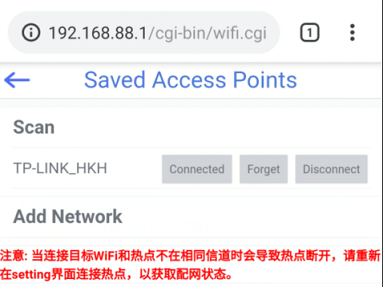 192.168.88.1/cgi-bin/wifi.cgi 1
Saved Access Points
Scan
TP-LINK_HKH Connected Forget Disconnect
Add Network
注意: 当连接目标WiFi和热点不在相同信道时会导致热点断开，请重新
在setting界面连接热点，以获取配网状态。